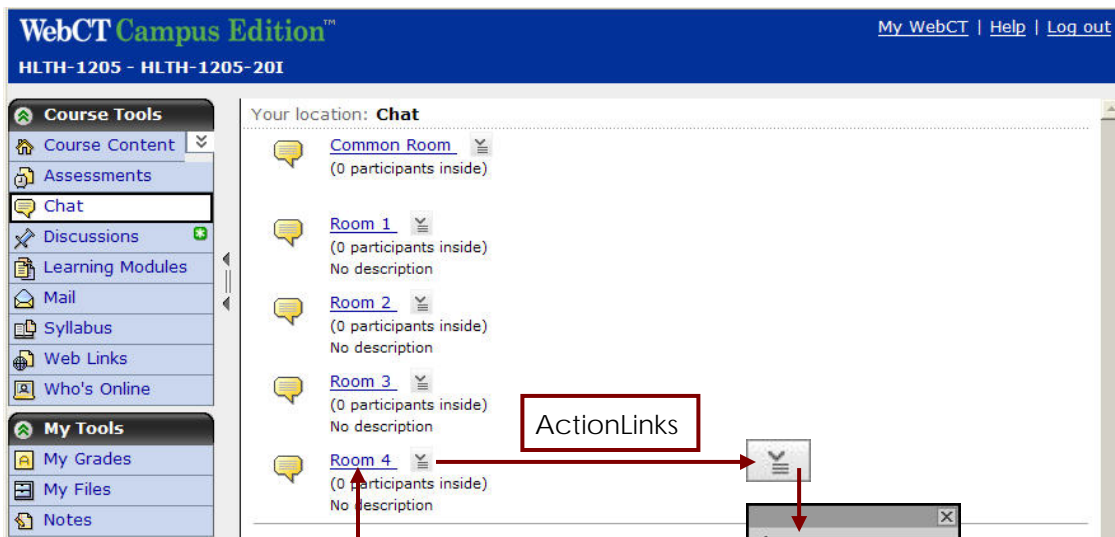 WebCT Campus Edition™
My WebCT | Help | Log out
HLTH-1205 - HLTH-1205-20I
Course Tools
Course Content
Assessments
Chat
Discussions
Learning Modules
Mail
Syllabus
Web Links
Who's Online
My Tools
My Grades
My Files
Notes
Your location: Chat
Common Room
(0 participants inside)
Room 1
(0 participants inside)
No description
Room 2
(0 participants inside)
No description
Room 3
(0 participants inside)
No description
ActionLinks
Room 4
(0 participants inside)
No description